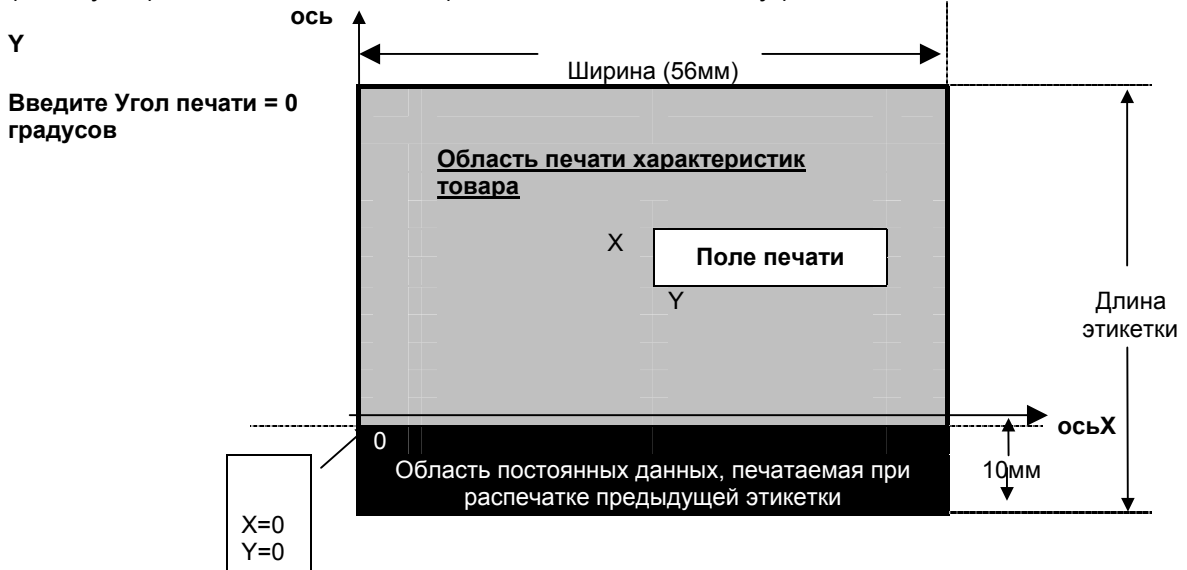 ось
Y
Ширина (56мм)
Введите Угол печати = 0
градусов
Область печати характеристик
товара
X
Поле печати
Y
Длина
этикетки
осьX
0
10мм
Область постоянных данных, печатаемая при
распечатке предыдущей этикетки
X=0
Y=0